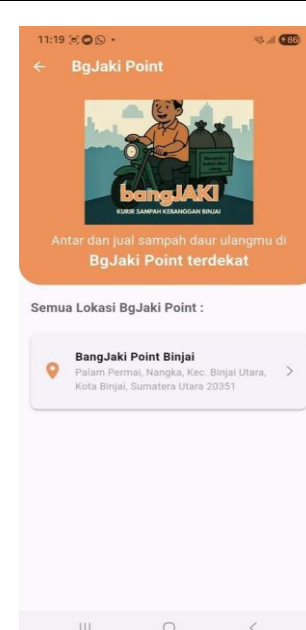 11:19
86
BgJaki Point
bangJAKI
KURIR SAMPAH KEBANGGAN BINJAI
Antar dan jual sampah daur ulangmu di
BgJaki Point terdekat
Semua Lokasi BgJaki Point :
BangJaki Point Binjai
Palam Permai, Nangka, Kec. Binjai Utara,
Kota Binjai, Sumatera Utara 20351